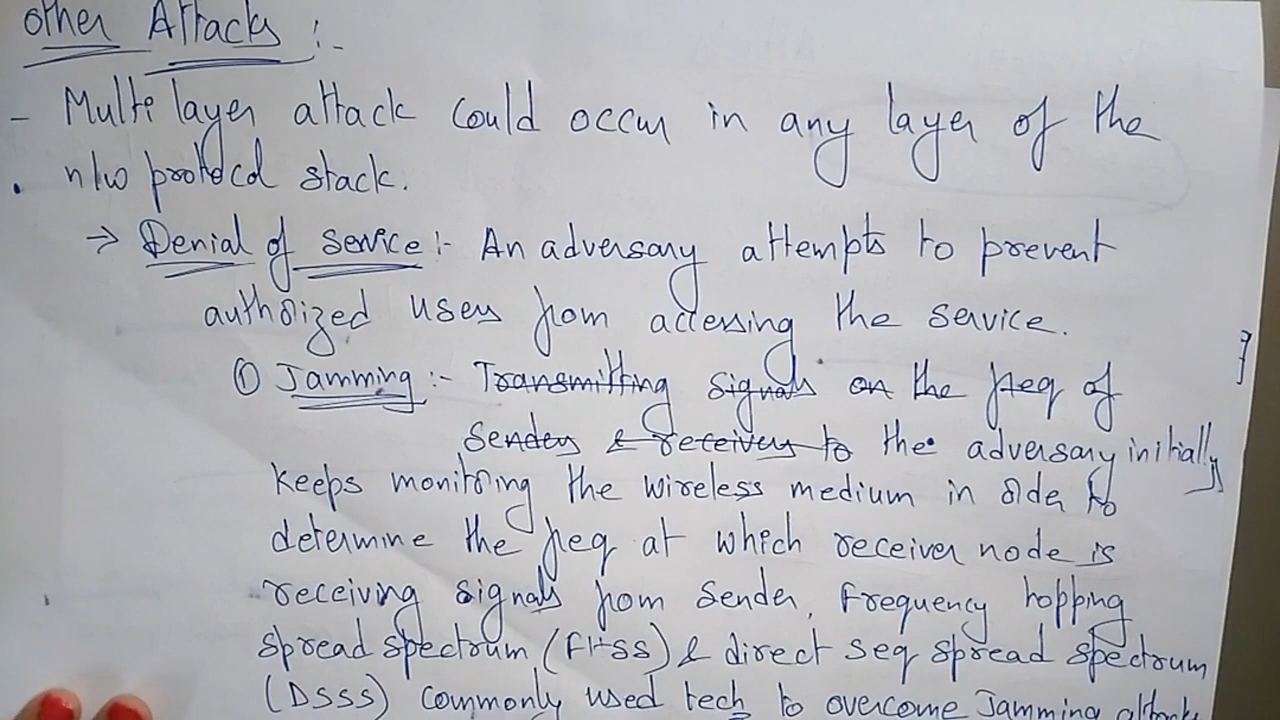 Other Attacks :-
- Multi layer attack could occur in any layer of the
. n/w protocol stack.
→ Denial of Service :- An adversary attempts to prevent
authorized users from accessing the service.
① Jamming :- Transmitting signals on the freq of
senders & receivers to the adversary initially
keeps monitoring the wireless medium in order to
determine the freq at which receiver node is
receiving signals from sender, Frequency hopping
spread spectrum (FHSS) & direct seq spread spectrum
(DSSS) commonly used tech to overcome Jamming attacks